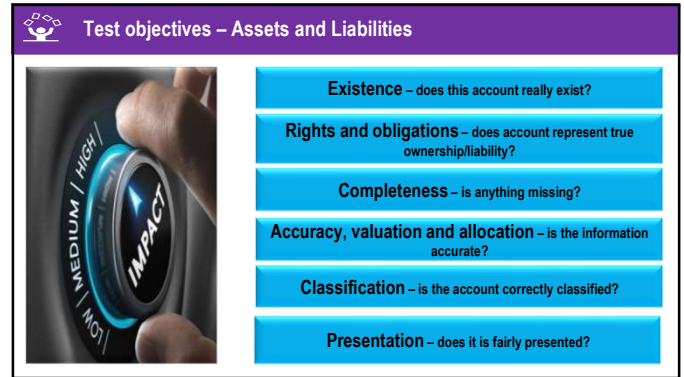 Test objectives – Assets and Liabilities
LOW | MEDIUM | HIGH |
IMPACT
Existence – does this account really exist?
Rights and obligations – does account represent true
ownership/liability?
Completeness – is anything missing?
Accuracy, valuation and allocation – is the information
accurate?
Classification – is the account correctly classified?
Presentation – does it is fairly presented?